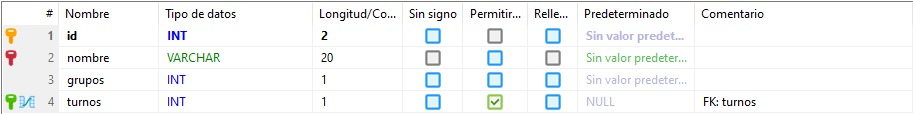 # Nombre Tipo de datos Longitud/Co... Sin signo Permitir... Relle... Predeterminado Comentario
1 id INT 2 Sin valor predet...
2 nombre VARCHAR 20 Sin valor predeter...
3 grupos INT 1 Sin valor predeter...
4 turnos INT 1 NULL FK: turnos